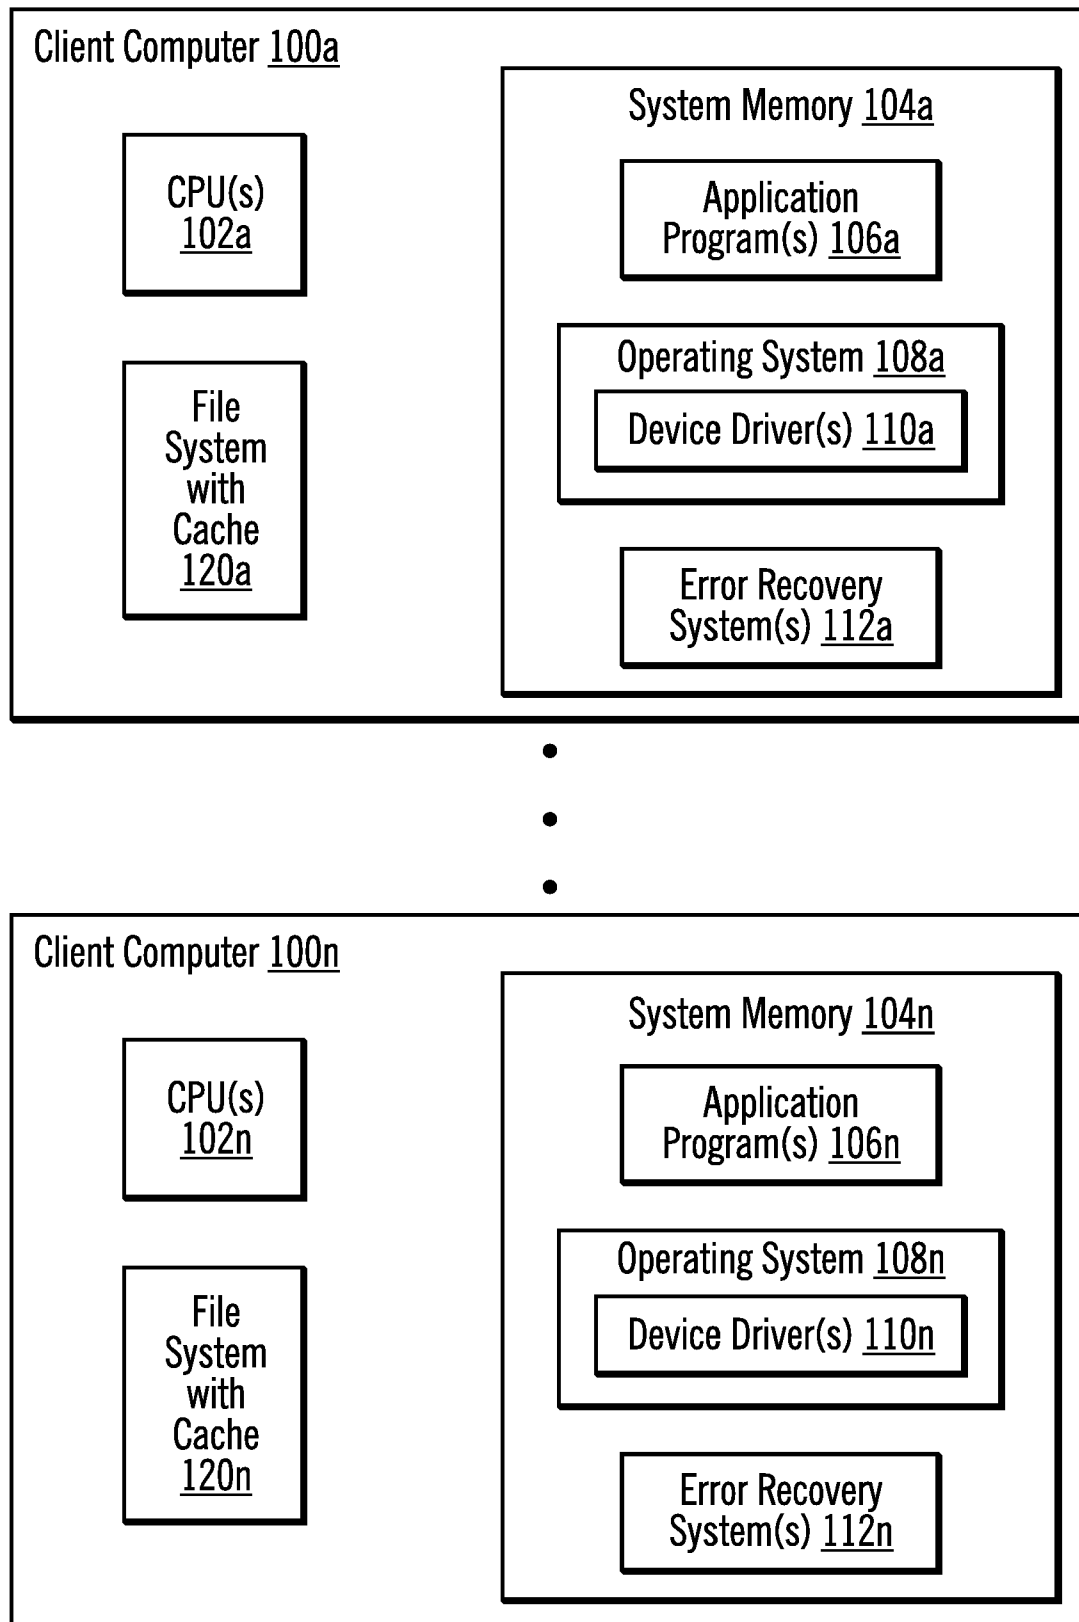 Client Computer 100a
CPU(s)
102a
File
System
with
Cache
120a
System Memory 104a
Application
Program(s) 106a
Operating System 108a
Device Driver(s) 110a
Error Recovery
System(s) 112a
Client Computer 100n
CPU(s)
102n
File
System
with
Cache
120n
System Memory 104n
Application
Program(s) 106n
Operating System 108n
Device Driver(s) 110n
Error Recovery
System(s) 112n